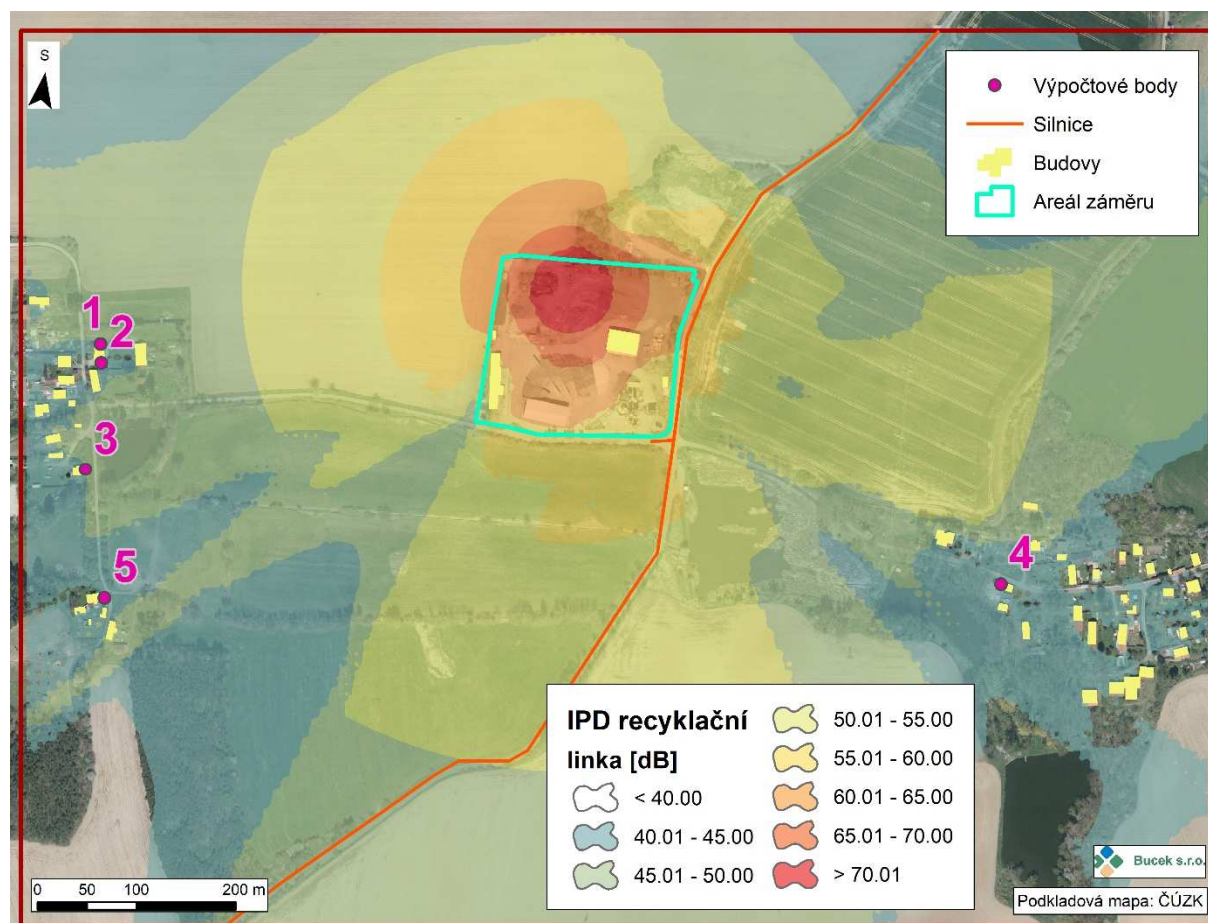 S
Výpočtové body
Silnice
Budovy
Areál záměru
1
2
3
4
5
IPD recyklační
linka [dB]
< 40.00
40.01 - 45.00
45.01 - 50.00
50.01 - 55.00
55.01 - 60.00
60.01 - 65.00
65.01 - 70.00
> 70.01
0 50 100 200 m
Bucek s.r.o.
Podkladová mapa: ČÚZK